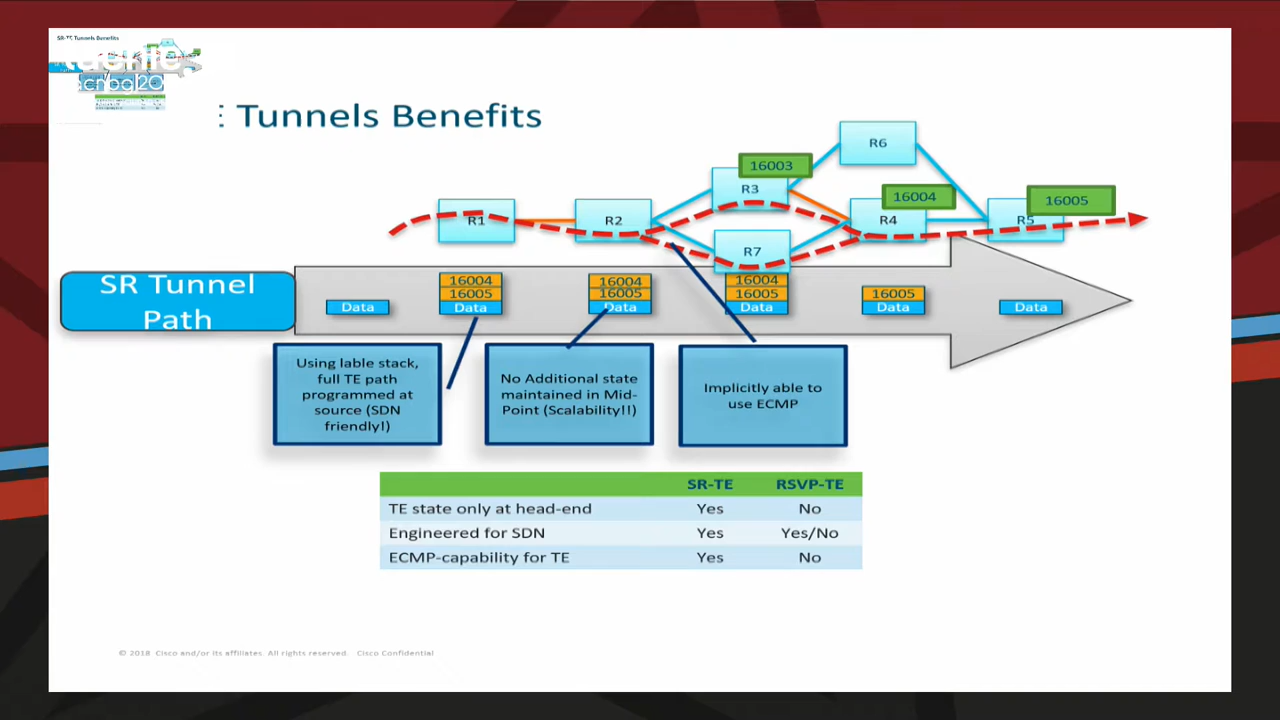 SR-TE Tunnels Benefits
E Tunnels Benefits
R6
16003
R3
16004
16005
R1
R2
R4
R5
R7
SR Tunnel
Path
Data
16004
16005
Data
16004
16005
Data
16004
16005
Data
16005
Data
Data
Using lable stack,
full TE path
programmed at
source (SDN
friendly!)
No Additional state
maintained in Mid-
Point (Scalability!!)
Implicitly able to
use ECMP
SR-TE RSVP-TE
TE state only at head-end Yes No
Engineered for SDN Yes Yes/No
ECMP-capability for TE Yes No
© 2018 Cisco and/or its affiliates. All rights reserved. Cisco Confidential